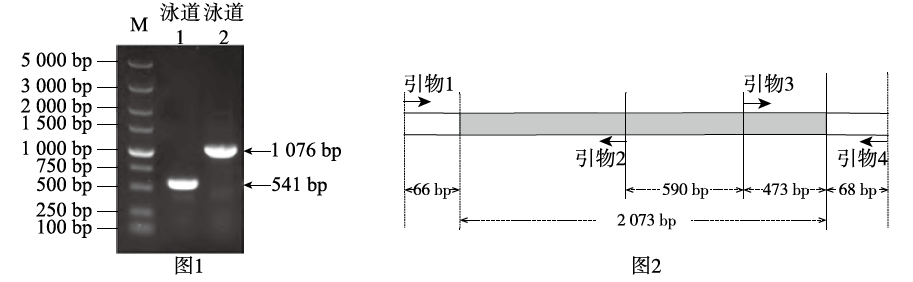 泳道 泳道
M 1 2
5 000 bp
3 000 bp
2 000 bp
1 500 bp
1 000 bp
750 bp
500 bp
250 bp
100 bp
1 076 bp
541 bp
图1
引物1
引物3
引物2
引物4
66 bp
590 bp
473 bp
68 bp
2 073 bp
图2